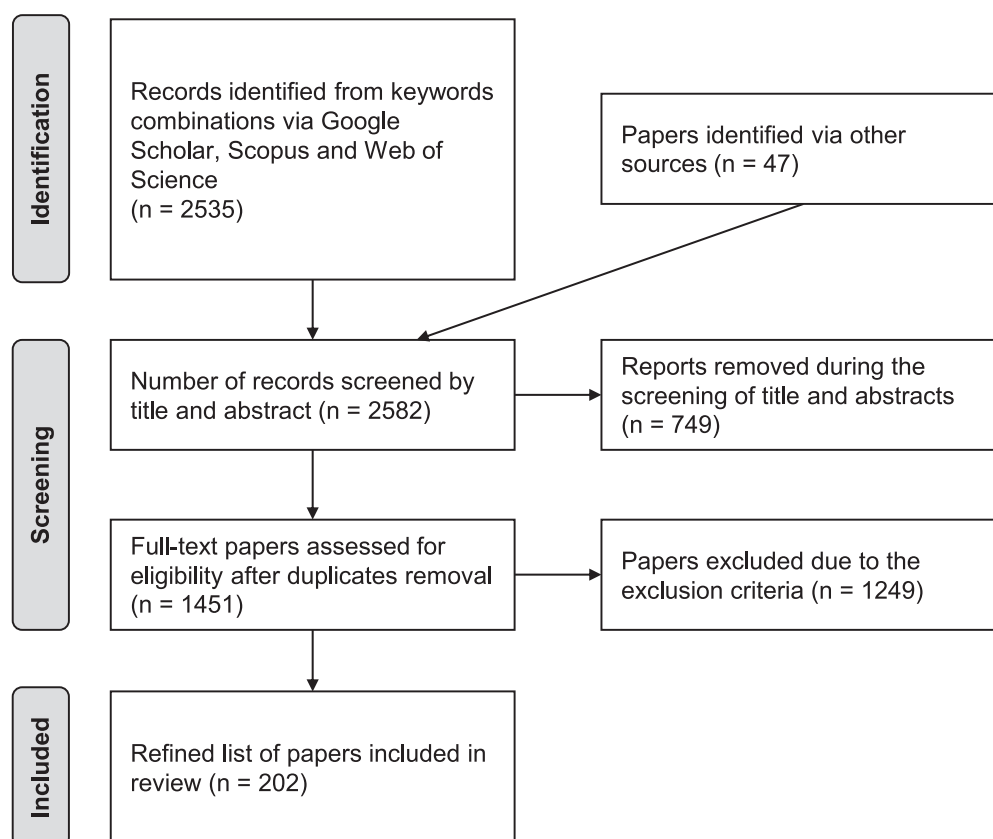 Identification
Records identified from keywords
combinations via Google
Scholar, Scopus and Web of
Science
(n = 2535)
Papers identified via other
sources (n = 47)
Screening
Number of records screened by
title and abstract (n = 2582)
Reports removed during the
screening of title and abstracts
(n = 749)
Full-text papers assessed for
eligibility after duplicates removal
(n = 1451)
Papers excluded due to the
exclusion criteria (n = 1249)
Included
Refined list of papers included in
review (n = 202)